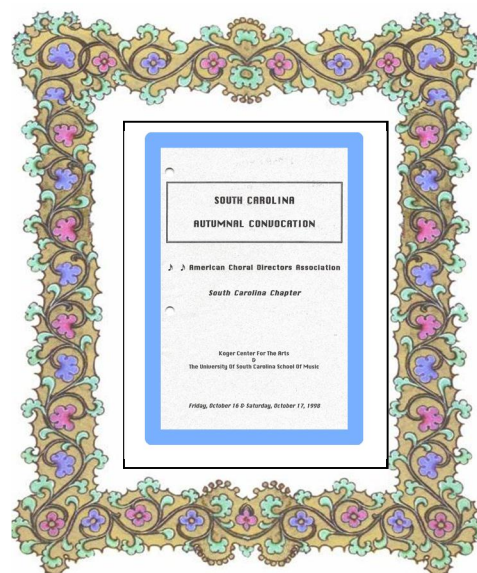 SOUTH CAROLINA
AUTUMNAL CONVOCATION
♪ ♪ American Choral Directors Association
South Carolina Chapter
Koger Center For The Arts
&
The University Of South Carolina School Of Music
Friday, October 16 & Saturday, October 17, 1998